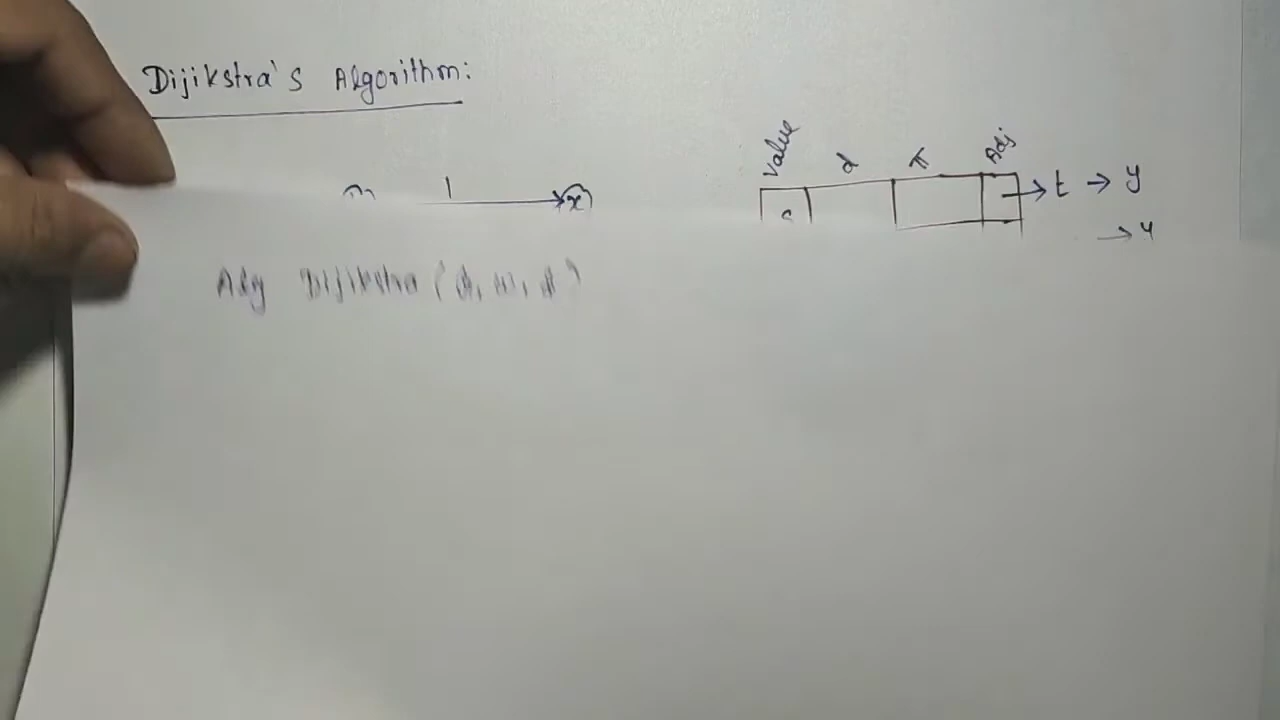 Dijikstra's Algorithm:
Value d π Adj
1 x → t → y
s → y
Alg Dijikstra (G, w, s)